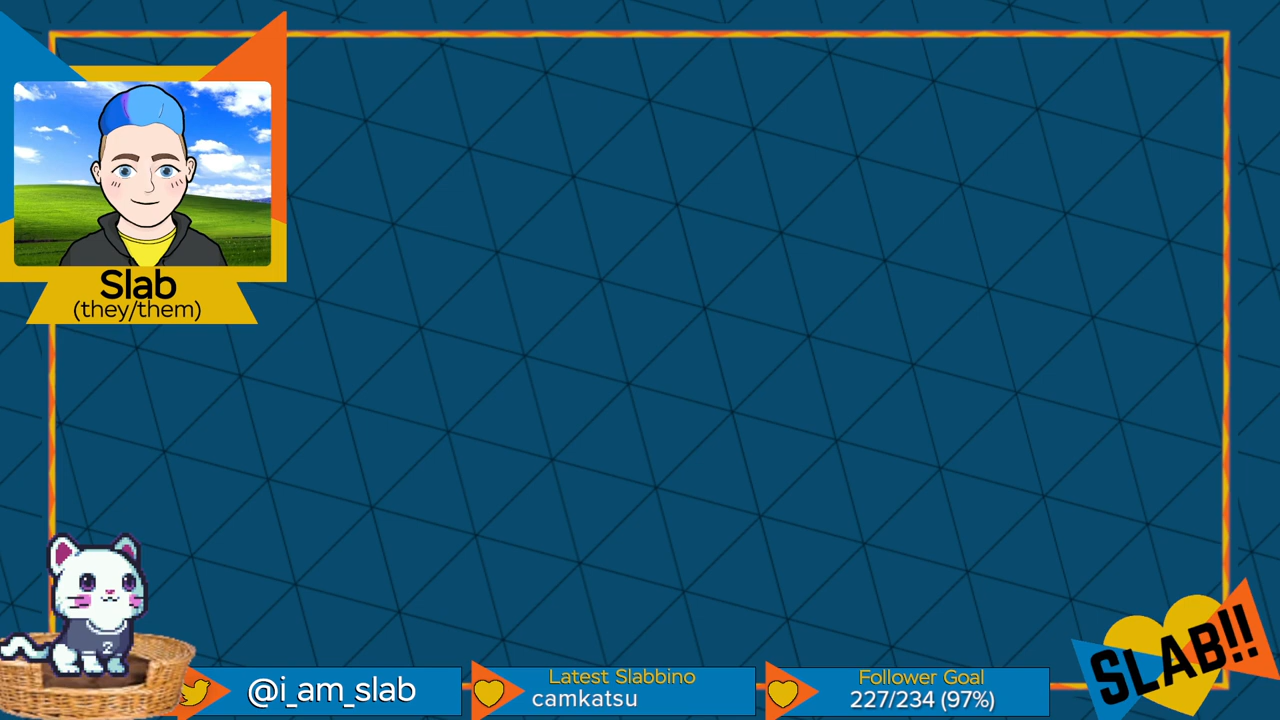 Slab
(they/them)
2
@i_am_slab
Latest Slabbino
camkatsu
Follower Goal
227/234 (97%)
SLAB!!